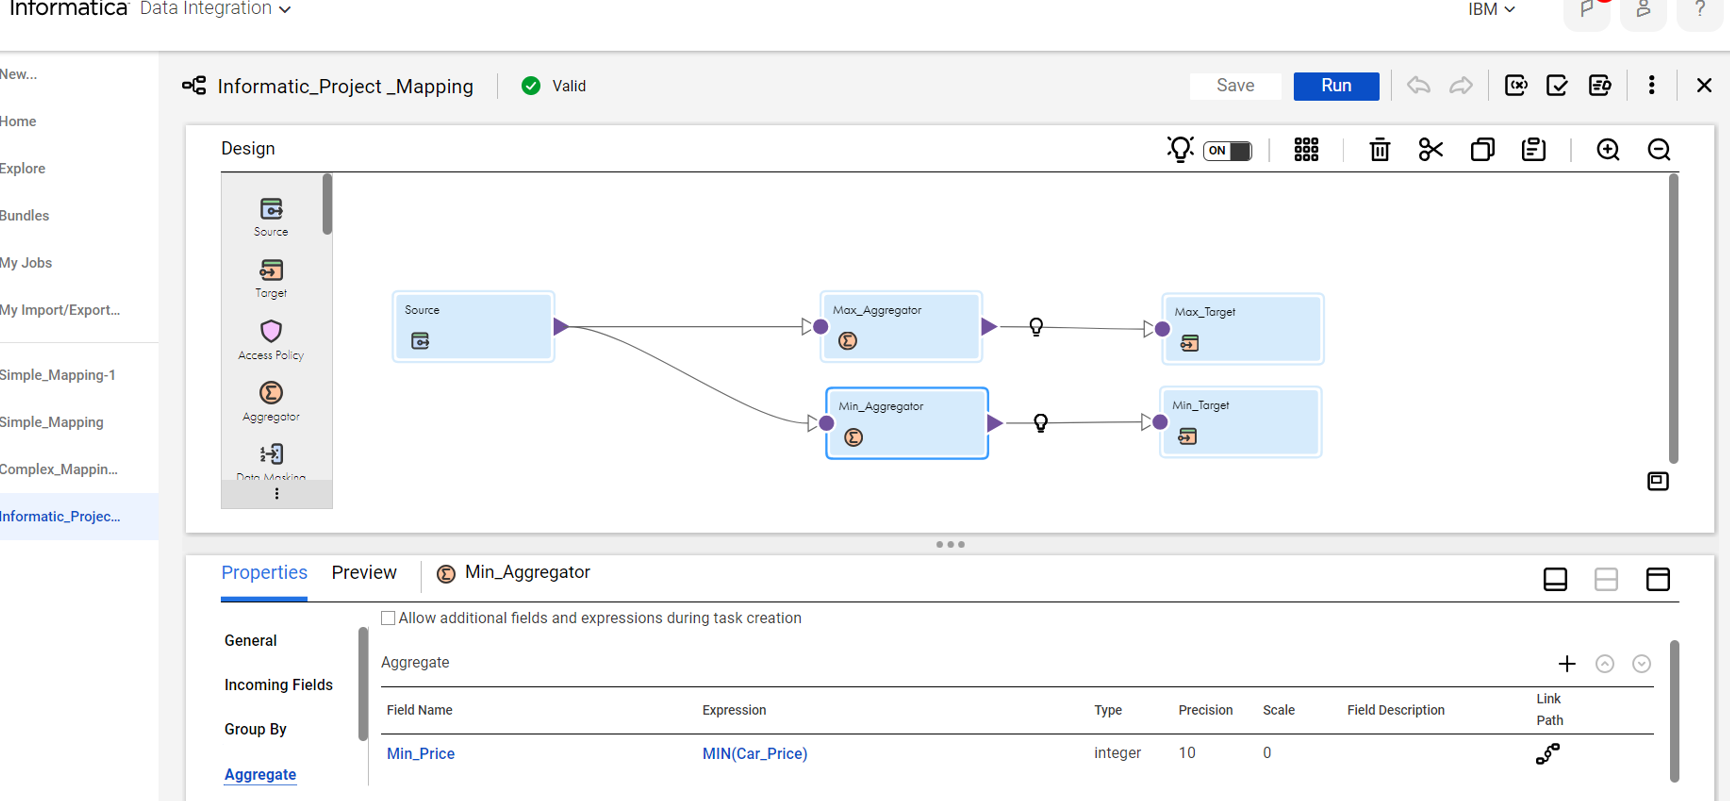 Informatica Data Integration
IBM
?
New...
Home
Explore
Bundles
My Jobs
My Import/Export...
Simple_Mapping-1
Simple_Mapping
Complex_Mappin...
Informatic_Projec...
Informatic_Project _Mapping
Valid
Save
Run
Design
ON
Source
Target
Access Policy
Aggregator
Data Masking
Source
Max_Aggregator
Max_Target
Min_Aggregator
Min_Target
Properties
Preview
Min_Aggregator
General
Incoming Fields
Group By
Aggregate
Allow additional fields and expressions during task creation
Aggregate
Field Name Expression Type Precision Scale Field Description Link Path
Min_Price MIN(Car_Price) integer 10 0